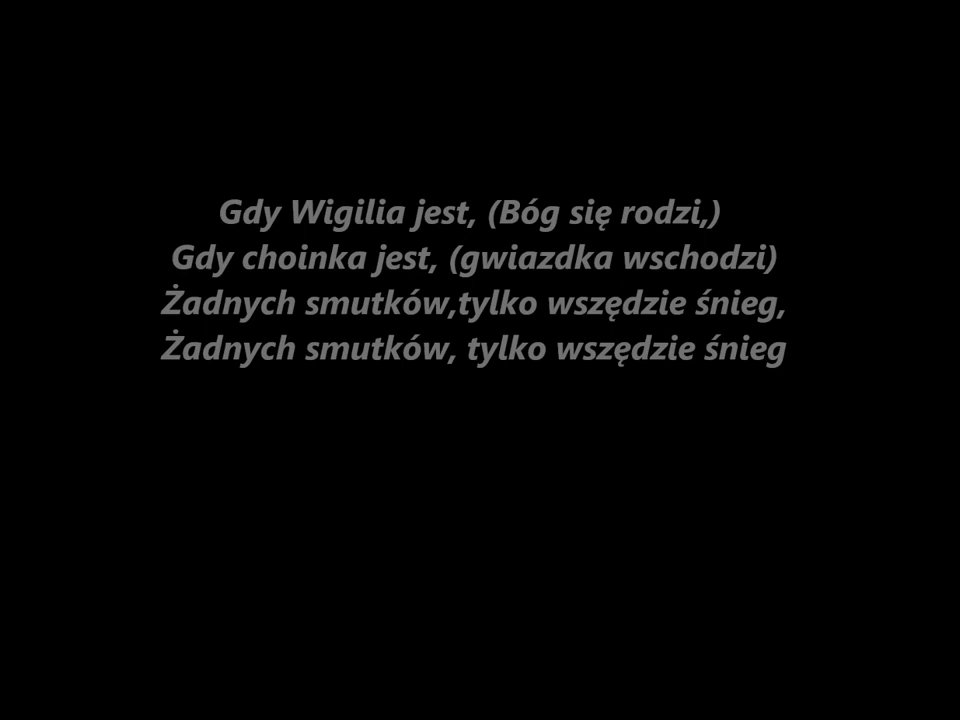 Gdy Wigilia jest, (Bóg się rodzi,)
Gdy choinka jest, (gwiazdka wschodzi)
Żadnych smutków,tylko wszędzie śnieg,
Żadnych smutków, tylko wszędzie śnieg